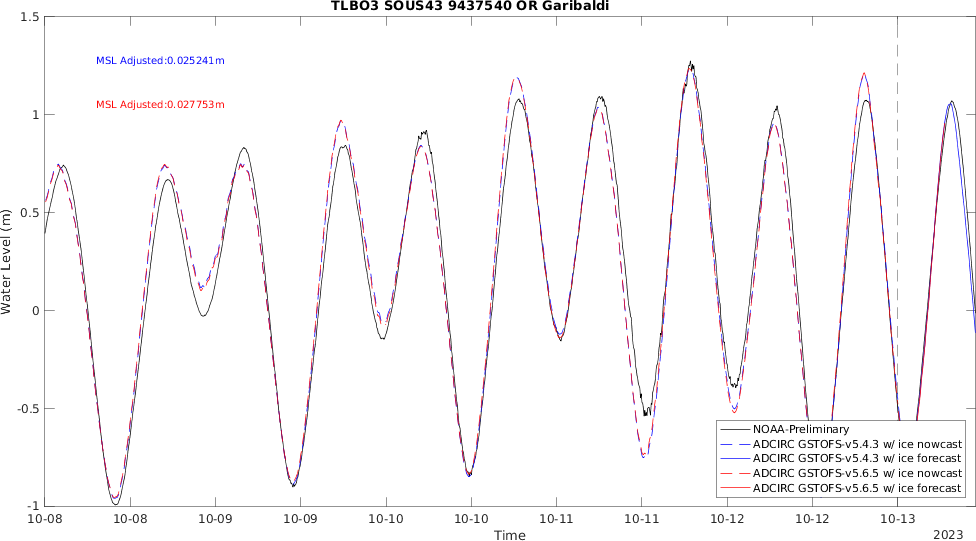 TLBO3 SOUS43 9437540 OR Garibaldi
1.5
MSL Adjusted:0.025241m
MSL Adjusted:0.027753m
1
0.5
Water Level (m)
0
-0.5
NOAA-Preliminary
ADCIRC GSTOFS-v5.4.3 w/ ice nowcast
ADCIRC GSTOFS-v5.4.3 w/ ice forecast
ADCIRC GSTOFS-v5.6.5 w/ ice nowcast
ADCIRC GSTOFS-v5.6.5 w/ ice forecast
-1
10-08 10-08 10-09 10-09 10-10 10-10 10-11 10-11 10-12 10-12 10-13
Time
2023